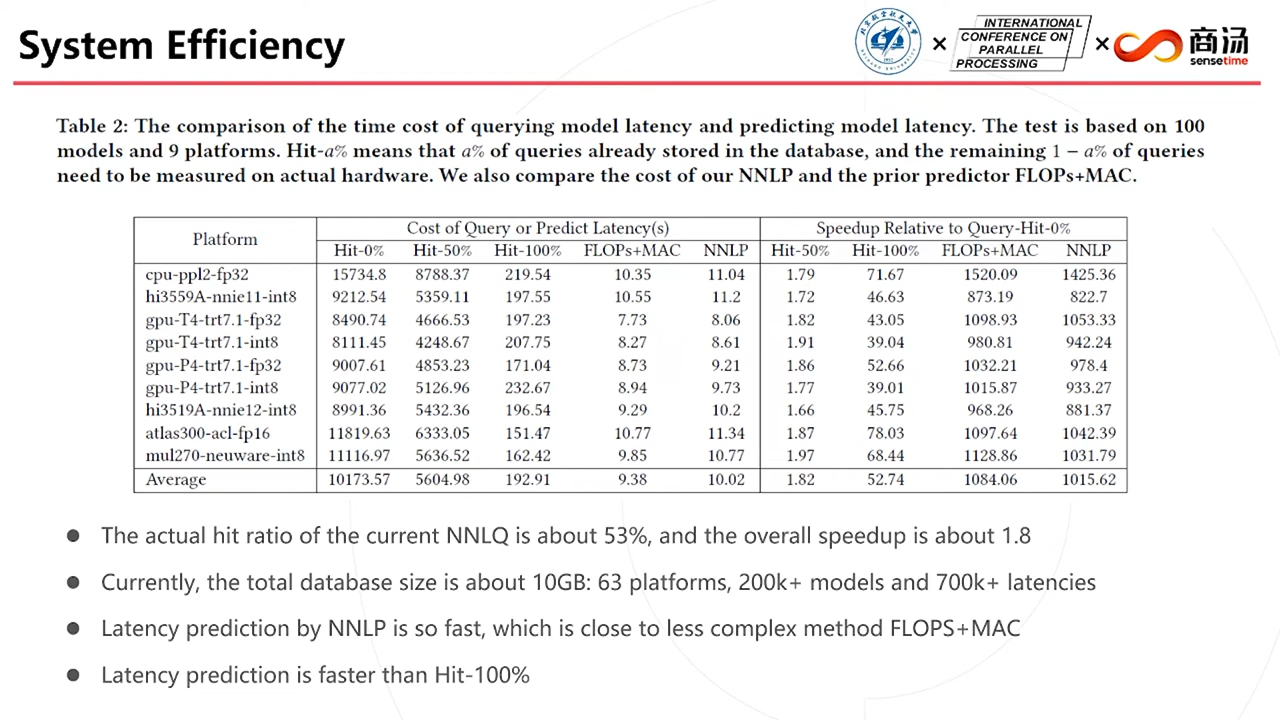 System Efficiency
INTERNATIONAL
CONFERENCE ON
PARALLEL
PROCESSING
×
×
商汤
sensetime
Table 2: The comparison of the time cost of querying model latency and predicting model latency. The test is based on 100
models and 9 platforms. Hit-a% means that a% of queries already stored in the database, and the remaining 1 − a% of queries
need to be measured on actual hardware. We also compare the cost of our NNLP and the prior predictor FLOPs+MAC.
Platform Cost of Query or Predict Latency(s) Speedup Relative to Query-Hit-0%
Hit-0% Hit-50% Hit-100% FLOPs+MAC NNLP Hit-50% Hit-100% FLOPs+MAC NNLP
cpu-ppl2-fp32 15734.8 8788.37 219.54 10.35 11.04 1.79 71.67 1520.09 1425.36
hi3559A-nnie11-int8 9212.54 5359.11 197.55 10.55 11.2 1.72 46.63 873.19 822.7
gpu-T4-trt7.1-fp32 8490.74 4666.53 197.23 7.73 8.06 1.82 43.05 1098.93 1053.33
gpu-T4-trt7.1-int8 8111.45 4248.67 207.75 8.27 8.61 1.91 39.04 980.81 942.24
gpu-P4-trt7.1-fp32 9007.61 4853.23 171.04 8.73 9.21 1.86 52.66 1032.21 978.4
gpu-P4-trt7.1-int8 9077.02 5126.96 232.67 8.94 9.73 1.77 39.01 1015.87 933.27
hi3519A-nnie12-int8 8991.36 5432.36 196.54 9.29 10.2 1.66 45.75 968.26 881.37
atlas300-acl-fp16 11819.63 6333.05 151.47 10.77 11.34 1.87 78.03 1097.64 1042.39
mul270-neuware-int8 11116.97 5636.52 162.42 9.85 10.77 1.97 68.44 1128.86 1031.79
Average 10173.57 5604.98 192.91 9.38 10.02 1.82 52.74 1084.06 1015.62
● The actual hit ratio of the current NNLQ is about 53%, and the overall speedup is about 1.8
● Currently, the total database size is about 10GB: 63 platforms, 200k+ models and 700k+ latencies
● Latency prediction by NNLP is so fast, which is close to less complex method FLOPS+MAC
● Latency prediction is faster than Hit-100%